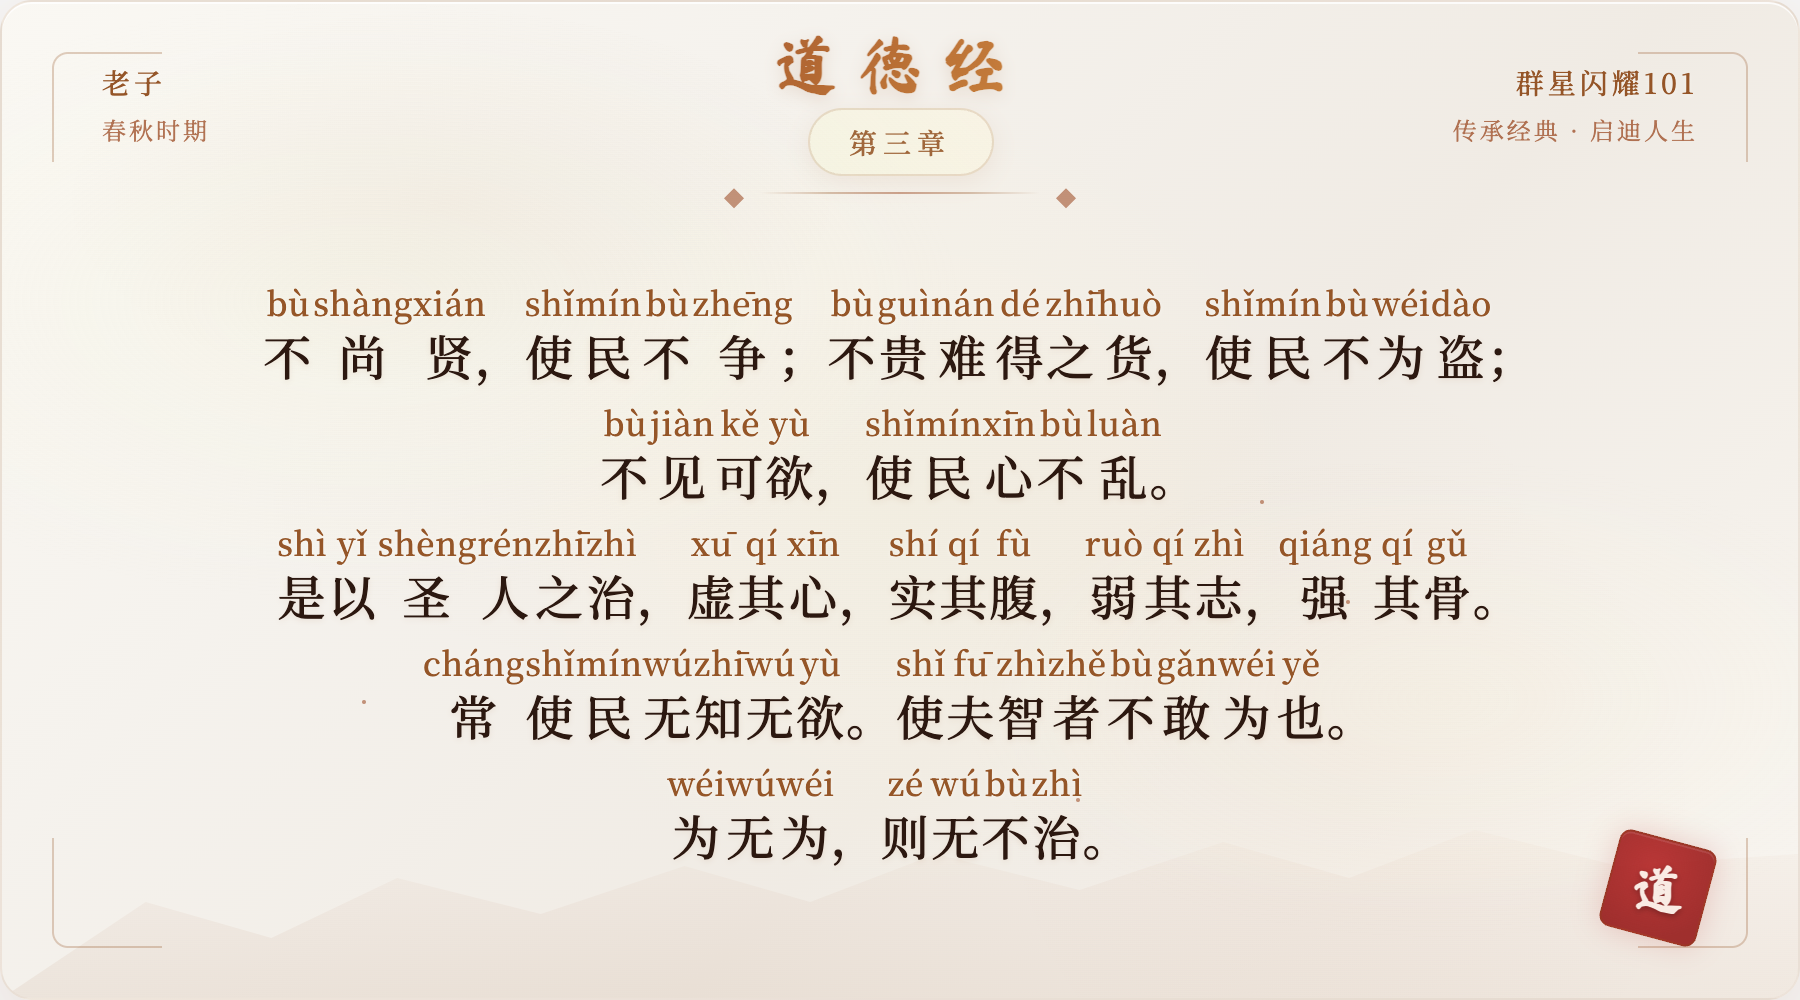 老子
春秋时期
道德经
第三章
群星闪耀101
传承经典 · 启迪人生
bù shàng xián shǐ mín bù zhēng bù guì nán dé zhī huò shǐ mín bù wéi dào
不尚贤，使民不争；不贵难得之货，使民不为盗；
bù jiàn kě yù shǐ mín xīn bù luàn
不见可欲，使民心不乱。
shì yǐ shèng rén zhī zhì xū qí xīn shí qí fù ruò qí zhì qiáng qí gǔ
是以圣人之治，虚其心，实其腹，弱其志，强其骨。
cháng shǐ mín wú zhī wú yù shǐ fū zhì zhě bù gǎn wéi yě
常使民无知无欲。使夫智者不敢为也。
wéi wú wéi zé wú bù zhì
为无为，则无不治。
道